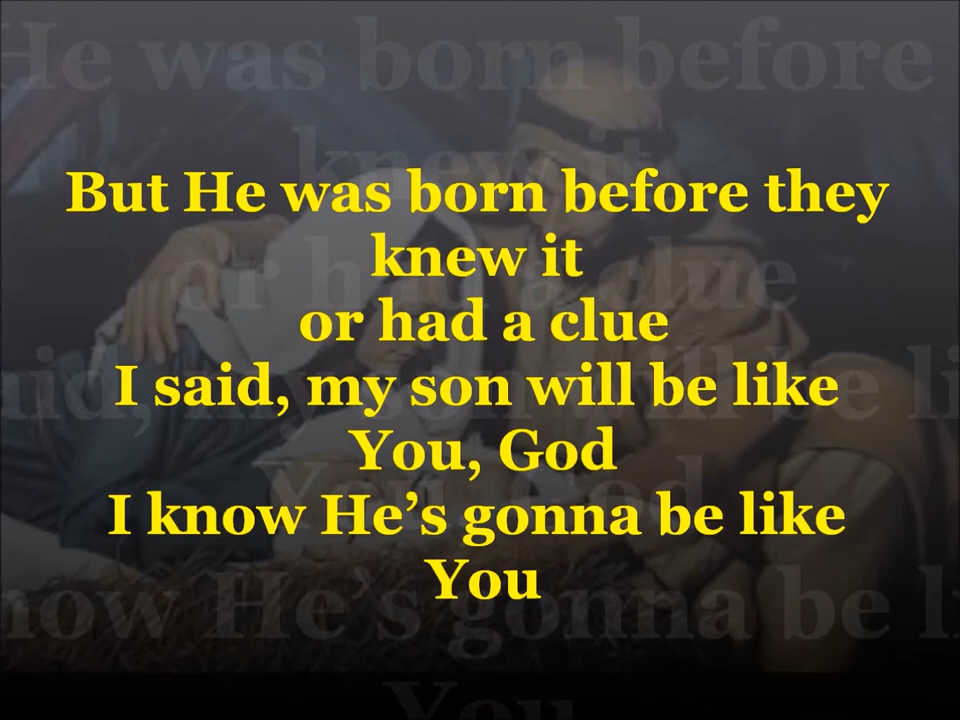 But He was born before they
knew it
or had a clue
I said, my son will be like
You, God
I know He’s gonna be like
You